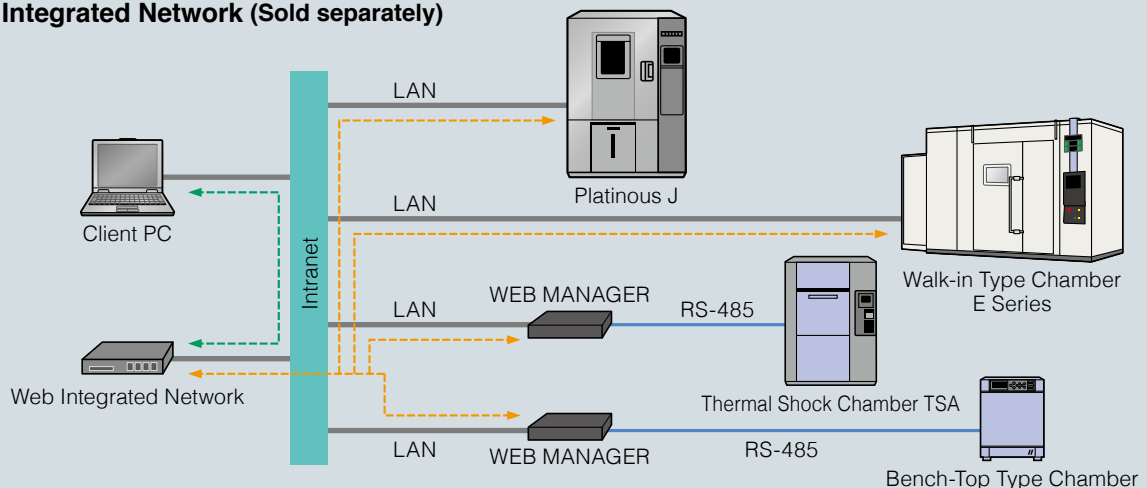 Integrated Network (Sold separately)
LAN
Platinous J
Client PC
LAN
Walk-in Type Chamber
E Series
Intranet
WEB MANAGER
LAN
RS-485
Web Integrated Network
Thermal Shock Chamber TSA
LAN
WEB MANAGER
RS-485
Bench-Top Type Chamber